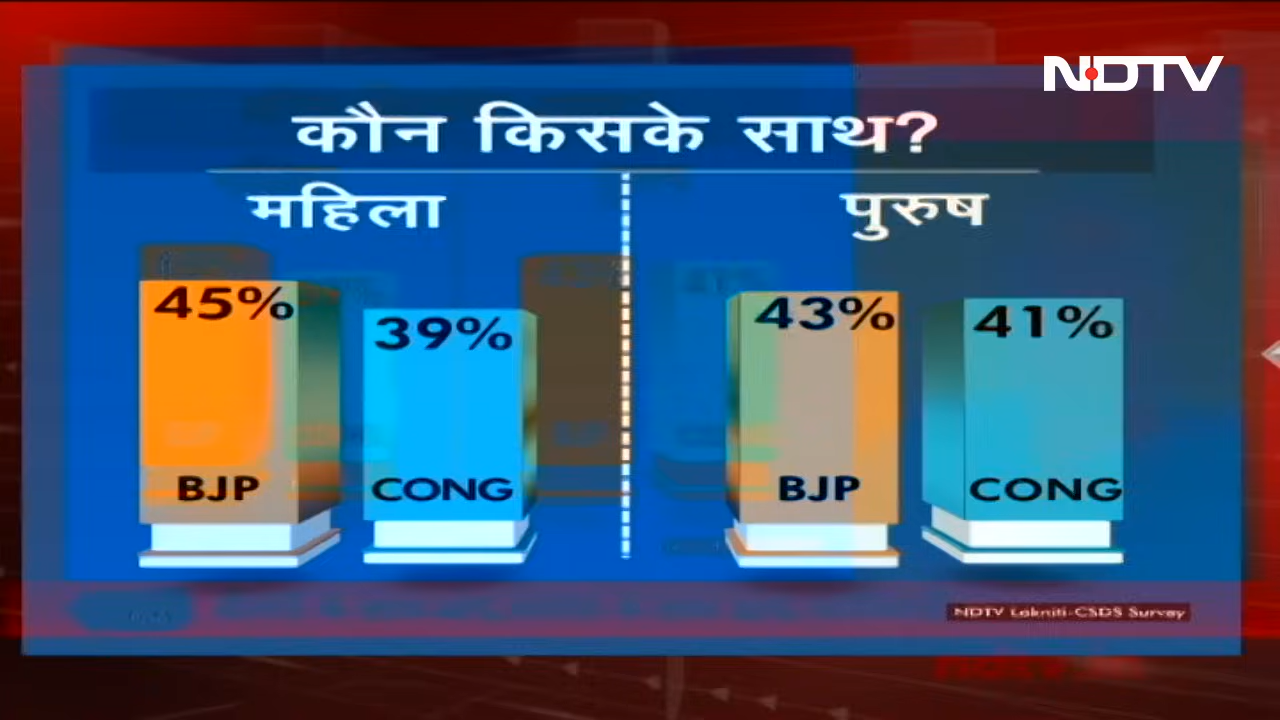 NDTV
कौन किसके साथ?
महिला
पुरुष
45%
39%
43%
41%
BJP
CONG
BJP
CONG
NDTV Lokniti-CSDS Survey